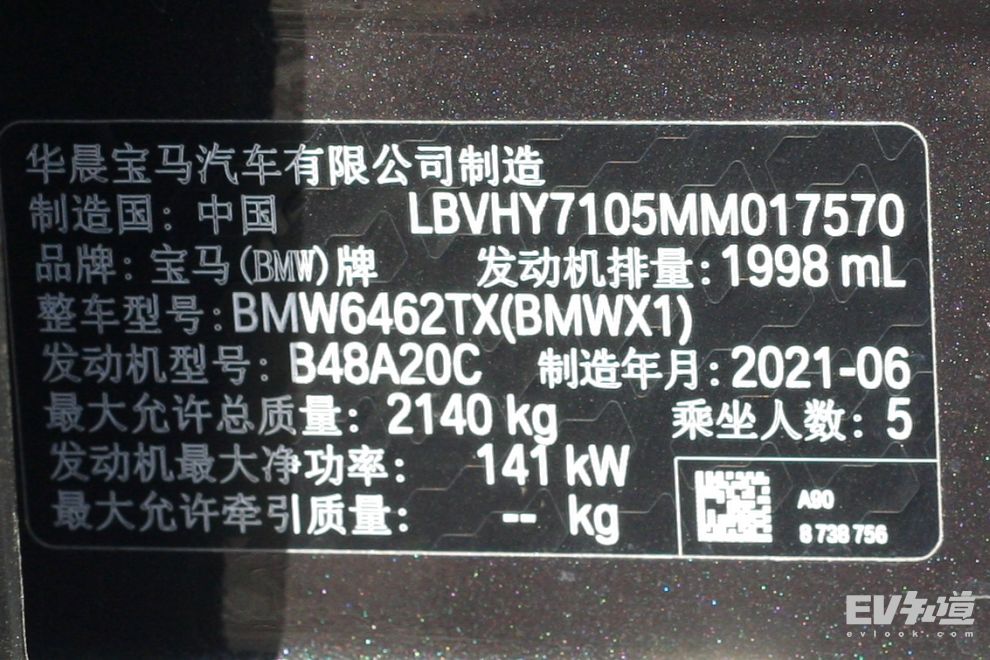 华晨宝马汽车有限公司制造
制造国：中国 LBVHY7105MM017570
品牌：宝马(BMW)牌 发动机排量：1998 mL
整车型号：BMW6462TX(BMWX1)
发动机型号：B48A20C 制造年月：2021-06
最大允许总质量：2140 kg 乘坐人数：5
发动机最大净功率：141 kW
最大允许牵引质量：-- kg
A90
8 738 756
EV知道
evlook.com